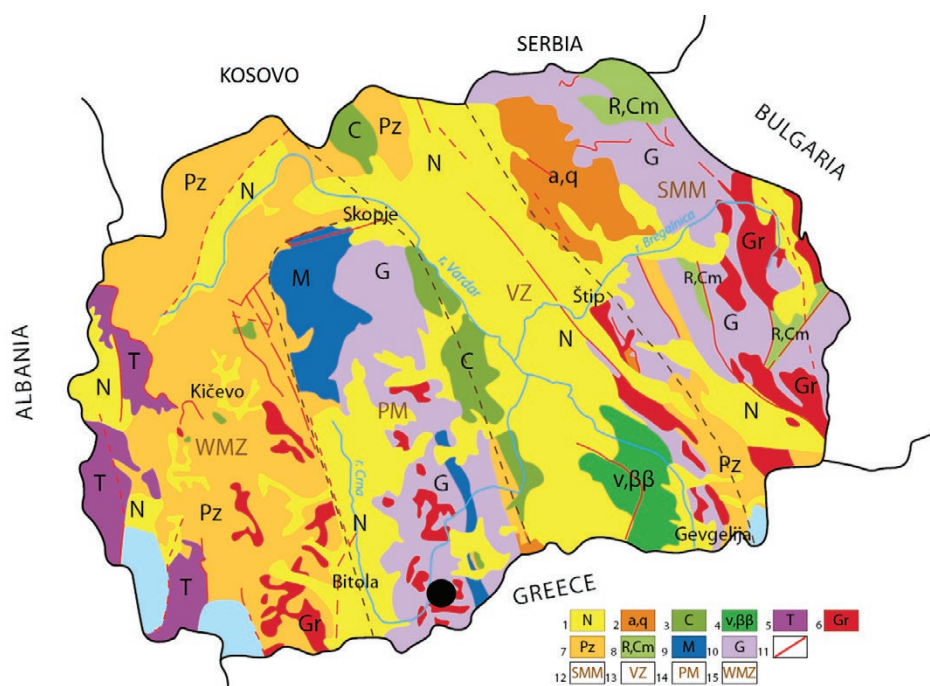 SERBIA
KOSOVO
BULGARIA
ALBANIA
GREECE
R,Cm
C
Pz
N
G
a,q
SMM
Pz
N
Skopje
r. Bregalnica
Gr
M
G
r. Vardar
VZ
Štip
R,Cm
G
R,Cm
N
T
N
C
Kičevo
PM
WMZ
Gr
N
T
r. Crna
G
v,ββ
Pz
Pz
N
N
Gevgelija
T
Bitola
Gr
1 N 2 a,q 3 C 4 v,ββ 5 T 6 Gr
7 Pz 8 R,Cm 9 M 10 G 11
12 SMM 13 VZ 14 PM 15 WMZ